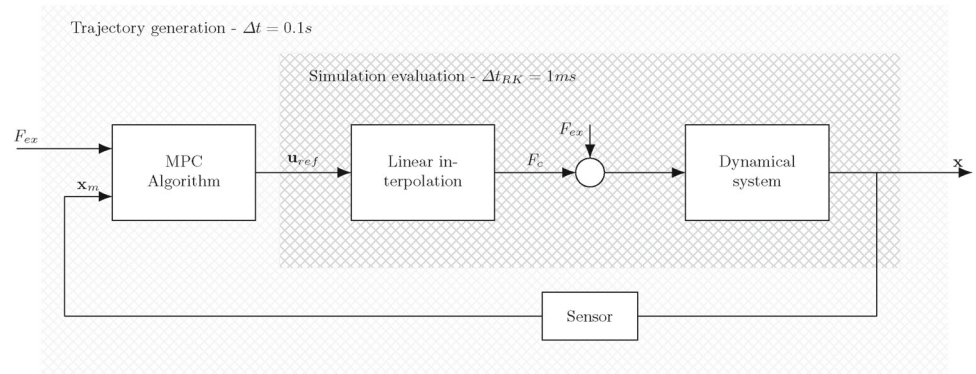 Trajectory generation - Δt = 0.1s
Simulation evaluation - Δt_RK = 1ms
F_ex
MPC
Algorithm
x_m
u_ref
Linear in-
terpolation
F_c
F_ex
Dynamical
system
x
Sensor